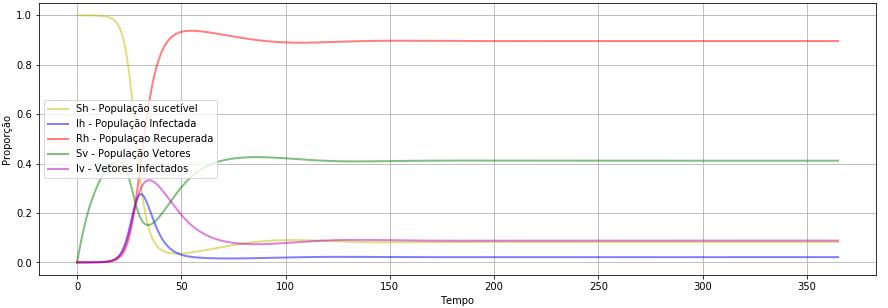 1.0
0.8
0.6
0.4
0.2
0.0
Proporção
Sh - População sucetível
Ih - População Infectada
Rh - Populaçao Recuperada
Sv - População Vetores
Iv - Vetores Infectados
0 50 100 150 200 250 300 350
Tempo